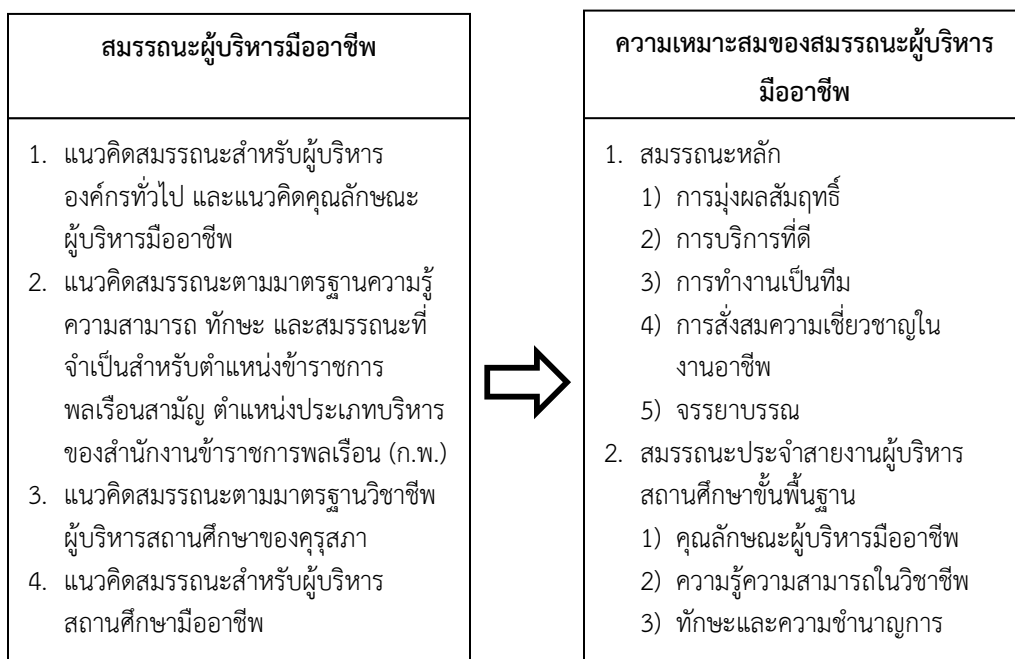 สมรรถนะผู้บริหารมืออาชีพ
1. แนวคิดสมรรถนะสำหรับผู้บริหาร
องค์กรทั่วไป และแนวคิดคุณลักษณะ
ผู้บริหารมืออาชีพ
2. แนวคิดสมรรถนะตามมาตรฐานความรู้
ความสามารถ ทักษะ และสมรรถนะที่
จำเป็นสำหรับตำแหน่งข้าราชการ
พลเรือนสามัญ ตำแหน่งประเภทบริหาร
ของสำนักงานข้าราชการพลเรือน (ก.พ.)
3. แนวคิดสมรรถนะตามมาตรฐานวิชาชีพ
ผู้บริหารสถานศึกษาของคุรุสภา
4. แนวคิดสมรรถนะสำหรับผู้บริหาร
สถานศึกษามืออาชีพ
ความเหมาะสมของสมรรถนะผู้บริหาร
มืออาชีพ
1. สมรรถนะหลัก
1) การมุ่งผลสัมฤทธิ์
2) การบริการที่ดี
3) การทำงานเป็นทีม
4) การสั่งสมความเชี่ยวชาญใน
งานอาชีพ
5) จรรยาบรรณ
2. สมรรถนะประจำสายงานผู้บริหาร
สถานศึกษาขั้นพื้นฐาน
1) คุณลักษณะผู้บริหารมืออาชีพ
2) ความรู้ความสามารถในวิชาชีพ
3) ทักษะและความชำนาญการ